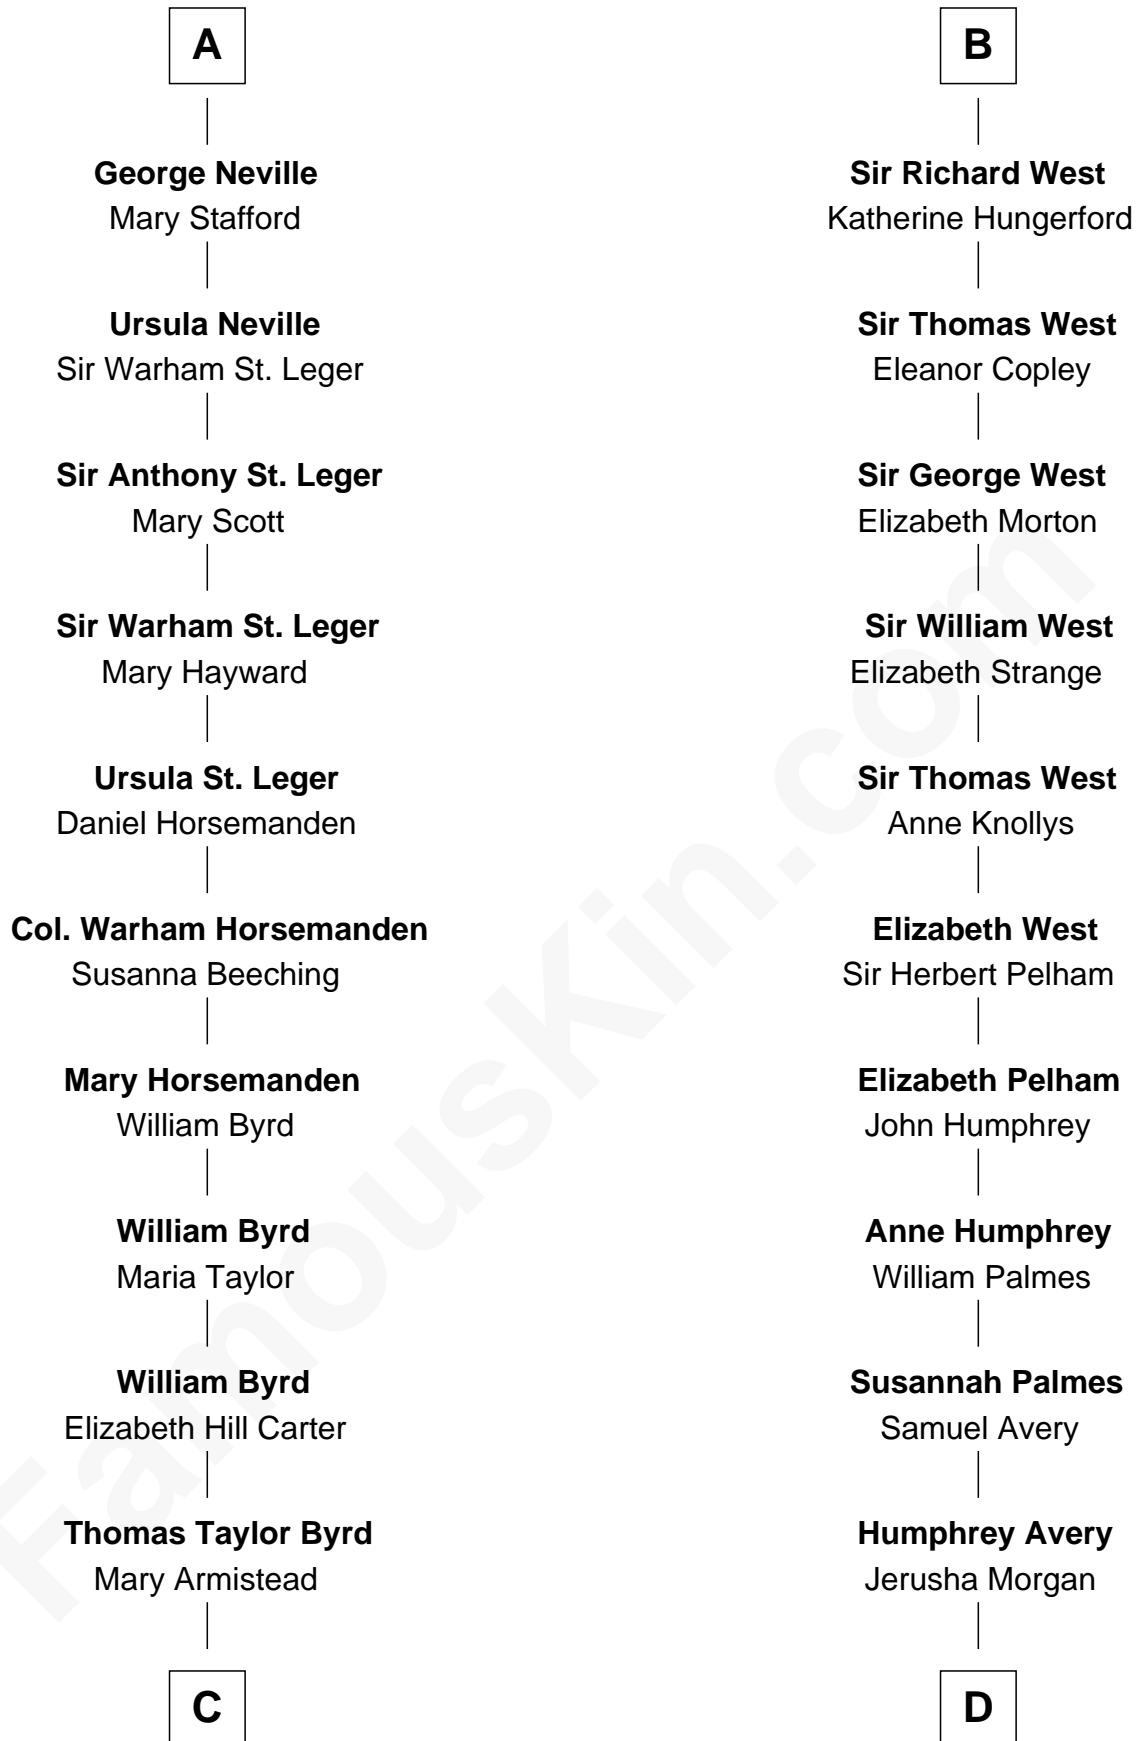 A
George Neville
Mary Stafford
Ursula Neville
Sir Warham St. Leger
Sir Anthony St. Leger
Mary Scott
Sir Warham St. Leger
Mary Hayward
Ursula St. Leger
Daniel Horsemanden
Col. Warham Horsemanden
Susanna Beeching
Mary Horsemanden
William Byrd
William Byrd
Maria Taylor
William Byrd
Elizabeth Hill Carter
Thomas Taylor Byrd
Mary Armistead
C
B
Sir Richard West
Katherine Hungerford
Sir Thomas West
Eleanor Copley
Sir George West
Elizabeth Morton
Sir William West
Elizabeth Strange
Sir Thomas West
Anne Knollys
Elizabeth West
Sir Herbert Pelham
Elizabeth Pelham
John Humphrey
Anne Humphrey
William Palmes
Susannah Palmes
Samuel Avery
Humphrey Avery
Jerusha Morgan
D
FamousKin.com